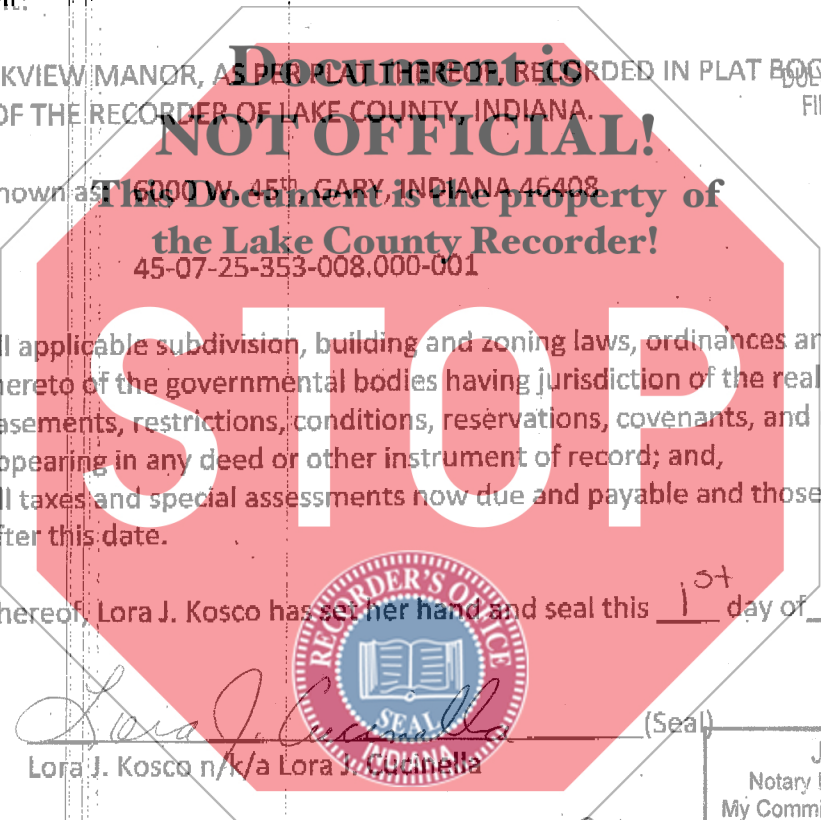 Document is
KVIEW MANOR, AS PER PLAT THEREOF, RECORDED IN PLAT
OF THE RECORDER OF LAKE COUNTY, INDIANA.
NOT OFFICIAL!
nown as: 6000 W. 45th, GARY, INDIANA 46408
This Document is the property of
the Lake County Recorder!
45-07-25-353-008.000-001
STOP
ll applicable subdivision, building and zoning laws, ordinances an
hereto of the governmental bodies having jurisdiction of the real
asements, restrictions, conditions, reservations, covenants, and
ppearing in any deed or other instrument of record; and,
ll taxes and special assessments now due and payable and those
fter this date.
hereof, Lora J. Kosco has set her hand and seal this 1st day of
RECORDER'S OFFICE
SEAL
INDIANA
Lora J. Cucinella (Seal)
Lora J. Kosco n/k/a Lora J. Cucinella
J
Notary
My Commi